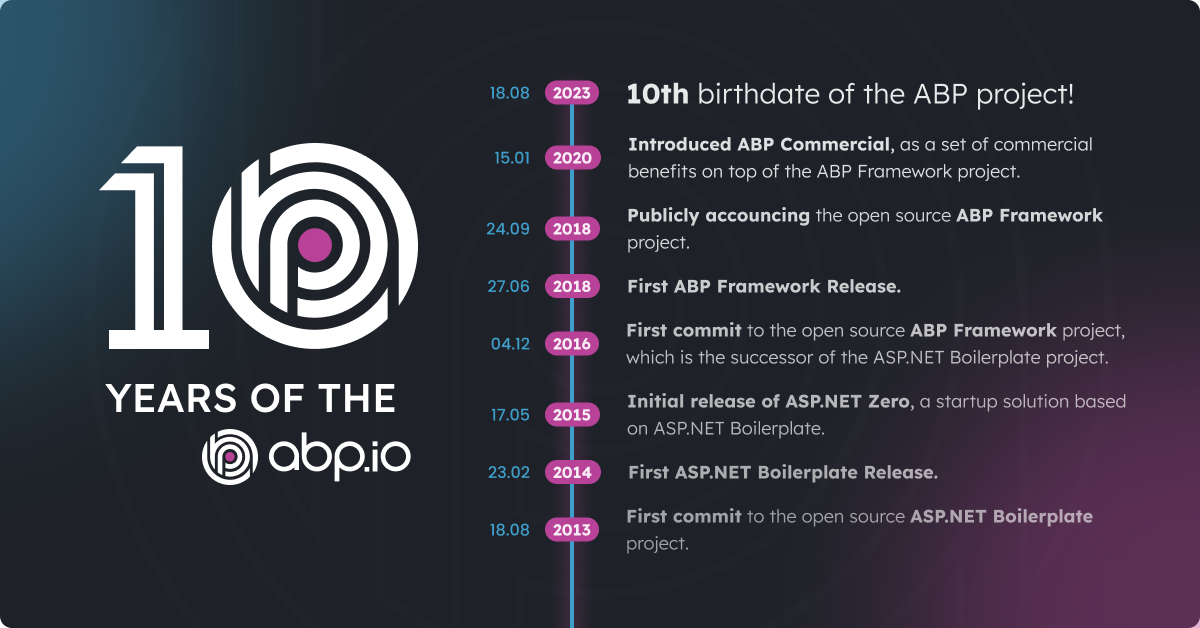 10
YEARS OF THE
abp.io
18.08 2023 10th birthdate of the ABP project!
15.01 2020 Introduced ABP Commercial, as a set of commercial
benefits on top of the ABP Framework project.
24.09 2018 Publicly accouncing the open source ABP Framework
project.
27.06 2018 First ABP Framework Release.
04.12 2016 First commit to the open source ABP Framework project,
which is the successor of the ASP.NET Boilerplate project.
17.05 2015 Initial release of ASP.NET Zero, a startup solution based
on ASP.NET Boilerplate.
23.02 2014 First ASP.NET Boilerplate Release.
18.08 2013 First commit to the open source ASP.NET Boilerplate
project.